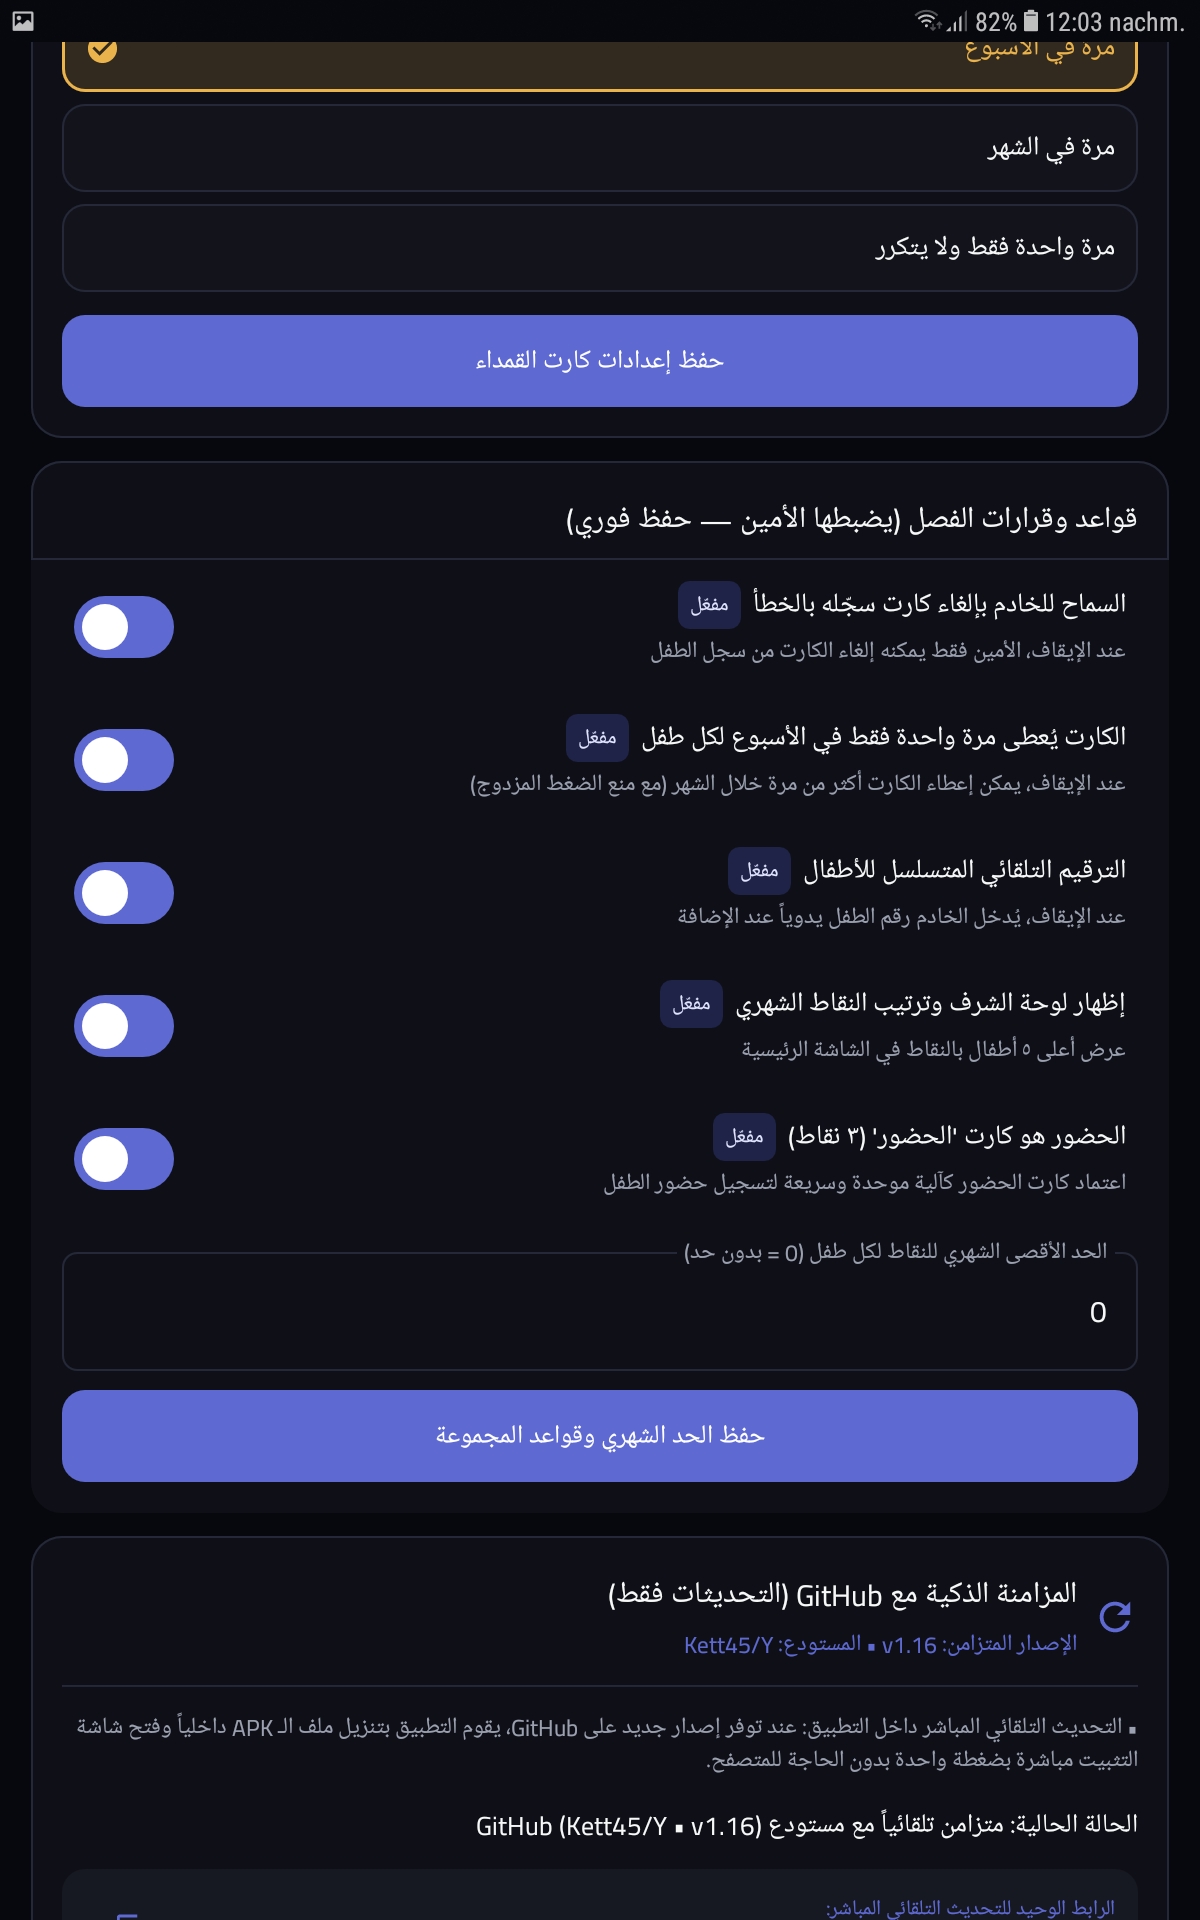 82% 12:03 nachm.
مرة في الأسبوع
مرة في الشهر
مرة واحدة فقط ولا يتكرر
حفظ إعدادات كارت القمداء
قواعد وقرارات الفصل (يضبطها الأمين — حفظ فوري)
السماح للخادم بإلغاء كارت سجّله بالخطأ مفعّل
عند الإيقاف، الأمين فقط يمكنه إلغاء الكارت من سجل الطفل
الكارت يُعطى مرة واحدة فقط في الأسبوع لكل طفل مفعّل
عند الإيقاف، يمكن إعطاء الكارت أكثر من مرة خلال الشهر (مع منع الضغط المزدوج)
الترقيم التلقائي المتسلسل للأطفال مفعّل
عند الإيقاف، يُدخل الخادم رقم الطفل يدوياً عند الإضافة
إظهار لوحة الشرف وترتيب النقاط الشهري مفعّل
عرض أعلى ٥ أطفال بالنقاط في الشاشة الرئيسية
الحضور هو كارت 'الحضور' (٣ نقاط) مفعّل
اعتماد كارت الحضور كآلية موحدة وسريعة لتسجيل حضور الطفل
الحد الأقصى الشهري للنقاط لكل طفل (0 = بدون حد)
0
حفظ الحد الشهري وقواعد المجموعة
المزامنة الذكية مع GitHub (التحديثات فقط)
الإصدار المتزامن: v1.16 ▪ المستودع: Kett45/Y
▪ التحديث التلقائي المباشر داخل التطبيق: عند توفر إصدار جديد على GitHub، يقوم التطبيق بتنزيل ملف الـ APK داخلياً وفتح شاشة
التثبيت مباشرة بضغطة واحدة بدون الحاجة للمتصفح.
الحالة الحالية: متزامن تلقائياً مع مستودع GitHub (Kett45/Y ▪ v1.16)
الرابط الوحيد للتحديث التلقائي المباشر: